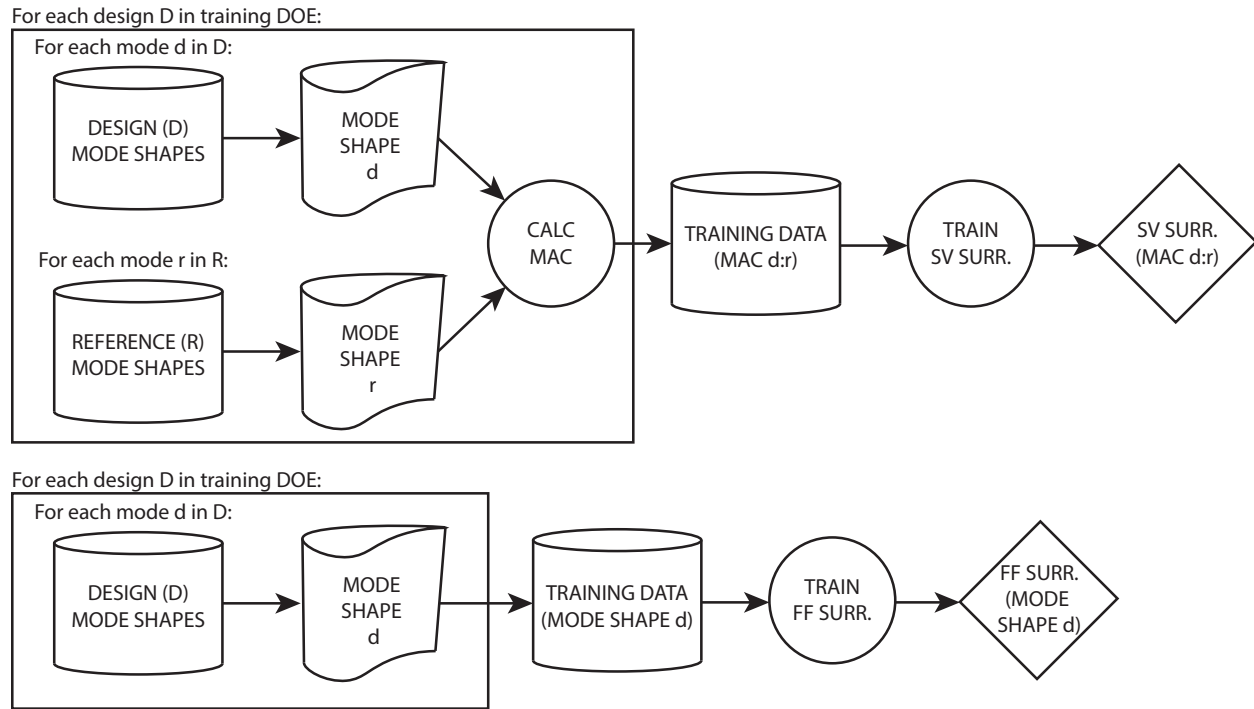 For each design D in training DOE:
For each mode d in D:
DESIGN (D)
MODE SHAPES
MODE
SHAPE
d
For each mode r in R:
REFERENCE (R)
MODE SHAPES
MODE
SHAPE
r
CALC
MAC
TRAINING DATA
(MAC d:r)
TRAIN
SV SURR.
SV SURR.
(MAC d:r)
For each design D in training DOE:
For each mode d in D:
DESIGN (D)
MODE SHAPES
MODE
SHAPE
d
TRAINING DATA
(MODE SHAPE d)
TRAIN
FF SURR.
FF SURR.
(MODE
SHAPE d)